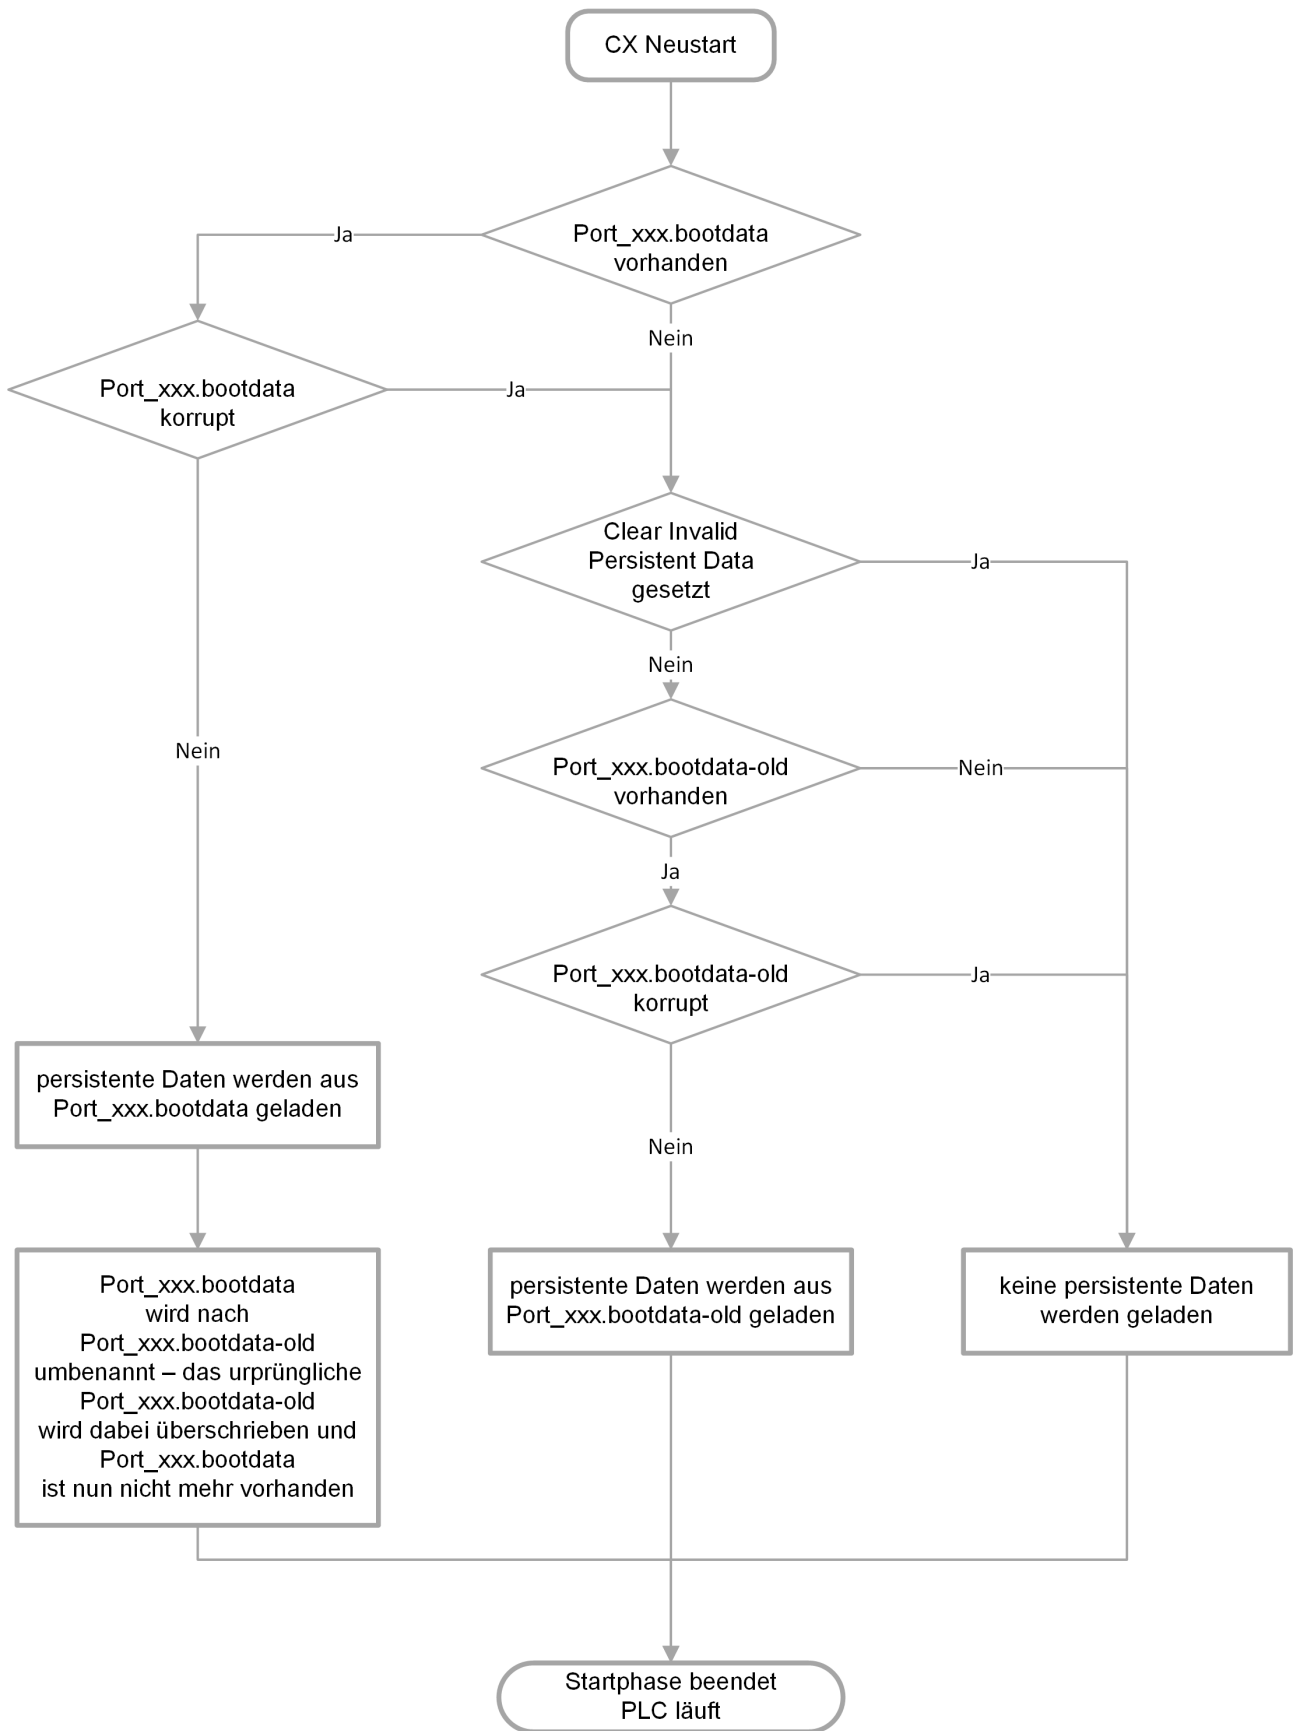 CX Neustart
Port_xxx.bootdata
vorhanden
Ja
Nein
Port_xxx.bootdata
korrupt
Ja
Clear Invalid
Persistent Data
gesetzt
Ja
Nein
Nein
Port_xxx.bootdata-old
vorhanden
Nein
Ja
Port_xxx.bootdata-old
korrupt
Ja
Nein
persistente Daten werden aus
Port_xxx.bootdata geladen
Port_xxx.bootdata
wird nach
Port_xxx.bootdata-old
umbenannt – das urprüngliche
Port_xxx.bootdata-old
wird dabei überschrieben und
Port_xxx.bootdata
ist nun nicht mehr vorhanden
persistente Daten werden aus
Port_xxx.bootdata-old geladen
keine persistente Daten
werden geladen
Startphase beendet
PLC läuft